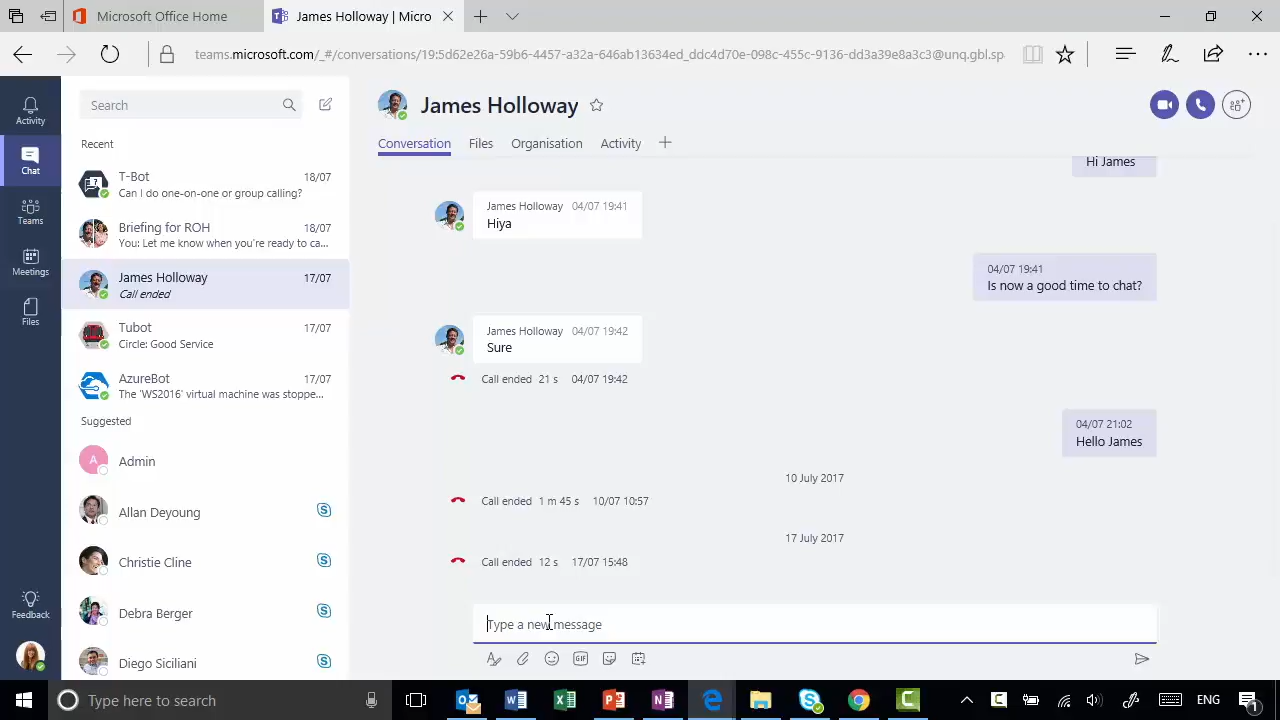 Microsoft Office Home
James Holloway | Micro
teams.microsoft.com/_#/conversations/19:5d62e26a-59b6-4457-a32a-646ab13634ed_ddc4d70e-098c-455c-9136-dd3a39e8a3c3@unq.gbl.sp
Activity
Chat
Teams
Meetings
Files
Feedback
Search
Recent
T-Bot 18/07
Can I do one-on-one or group calling?
Briefing for ROH 18/07
You: Let me know when you're ready to ca...
James Holloway 17/07
Call ended
Tubot 17/07
Circle: Good Service
AzureBot 17/07
The 'WS2016' virtual machine was stoppe...
Suggested
A Admin
Allan Deyoung
Christie Cline
Debra Berger
Diego Siciliani
James Holloway
Conversation Files Organisation Activity
Hi James
James Holloway 04/07 19:41
Hiya
04/07 19:41
Is now a good time to chat?
James Holloway 04/07 19:42
Sure
Call ended 21 s 04/07 19:42
04/07 21:02
Hello James
10 July 2017
Call ended 1 m 45 s 10/07 10:57
17 July 2017
Call ended 12 s 17/07 15:48
Type a new message
GIF
Type here to search
ENG
1